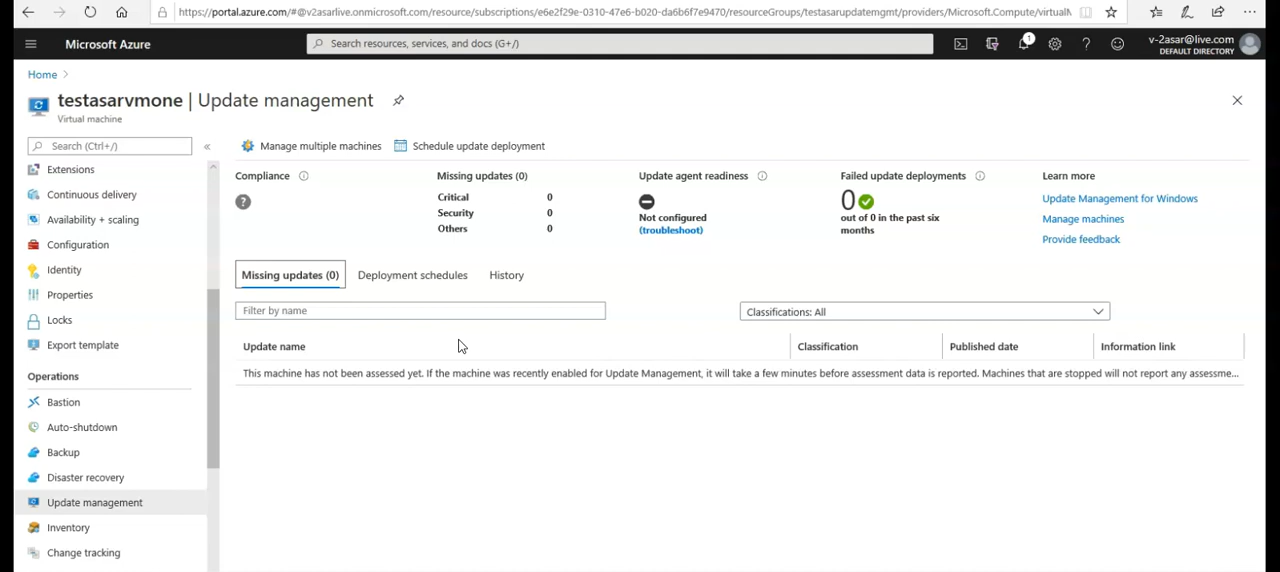 https://portal.azure.com/#@v2asarlive.onmicrosoft.com/resource/subscriptions/e6e2f29e-0310-47e6-b020-da6b6f7e9470/resourceGroups/testasarupdatemgmt/providers/Microsoft.Compute/virtualM
Microsoft Azure
Search resources, services, and docs (G+/)
1
v-2asar@live.com
DEFAULT DIRECTORY
Home
testasarvmone | Update management
Virtual machine
Search (Ctrl+/)
Extensions
Continuous delivery
Availability + scaling
Configuration
Identity
Properties
Locks
Export template
Operations
Bastion
Auto-shutdown
Backup
Disaster recovery
Update management
Inventory
Change tracking
Manage multiple machines
Schedule update deployment
Compliance
Missing updates (0)
Critical 0
Security 0
Others 0
Update agent readiness
Not configured
(troubleshoot)
Failed update deployments
0
out of 0 in the past six
months
Learn more
Update Management for Windows
Manage machines
Provide feedback
Missing updates (0)
Deployment schedules
History
Filter by name
Classifications: All
Update name
Classification
Published date
Information link
This machine has not been assessed yet. If the machine was recently enabled for Update Management, it will take a few minutes before assessment data is reported. Machines that are stopped will not report any assessme...